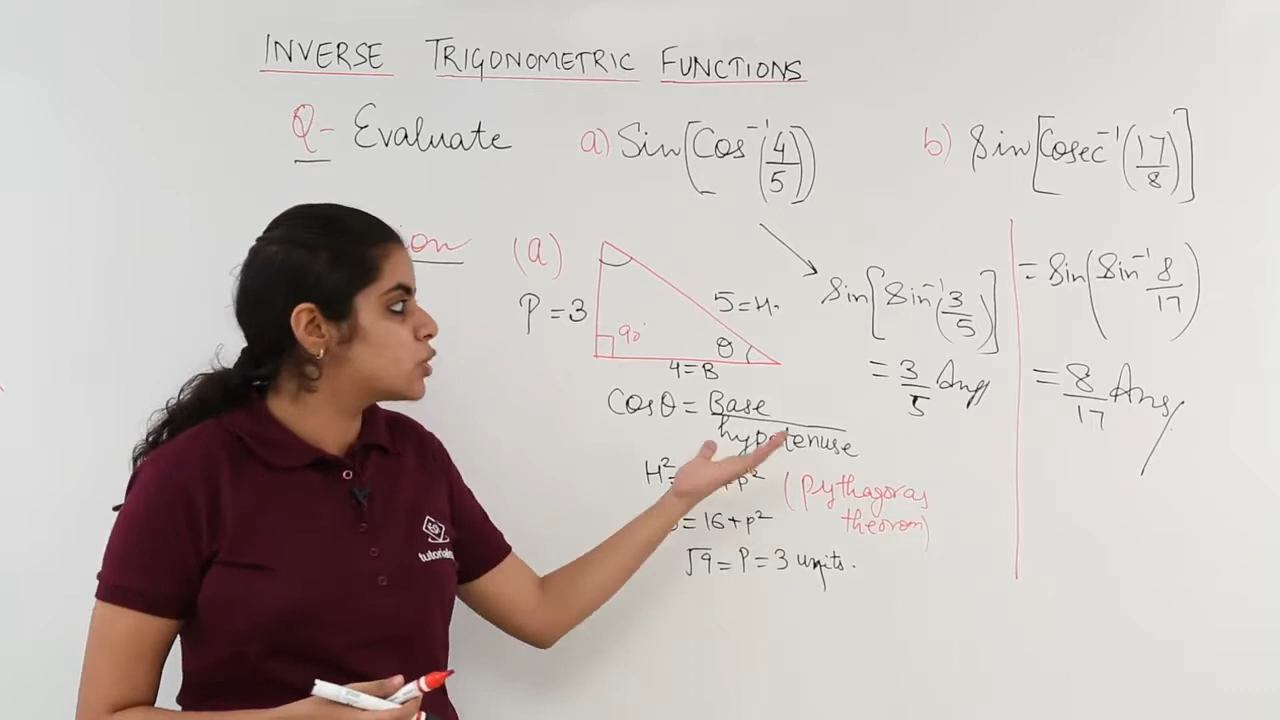 INVERSE TRIGONOMETRIC FUNCTIONS
Q- Evaluate a) Sin(Cos⁻¹(4/5)) b) Sin[Cosec⁻¹(17/8)]
(a)
P = 3
5 = H
90°
θ
4 = B
Cosθ = Base/hypotenuse
H²
+P² (Pythagoras
= 16 + P² theorem)
√9 = P = 3 units.
Sin[Sin⁻¹(3/5)]
= 3/5 Ans
= Sin(Sin⁻¹ 8/17)
= 8/17 Ans
tutorials